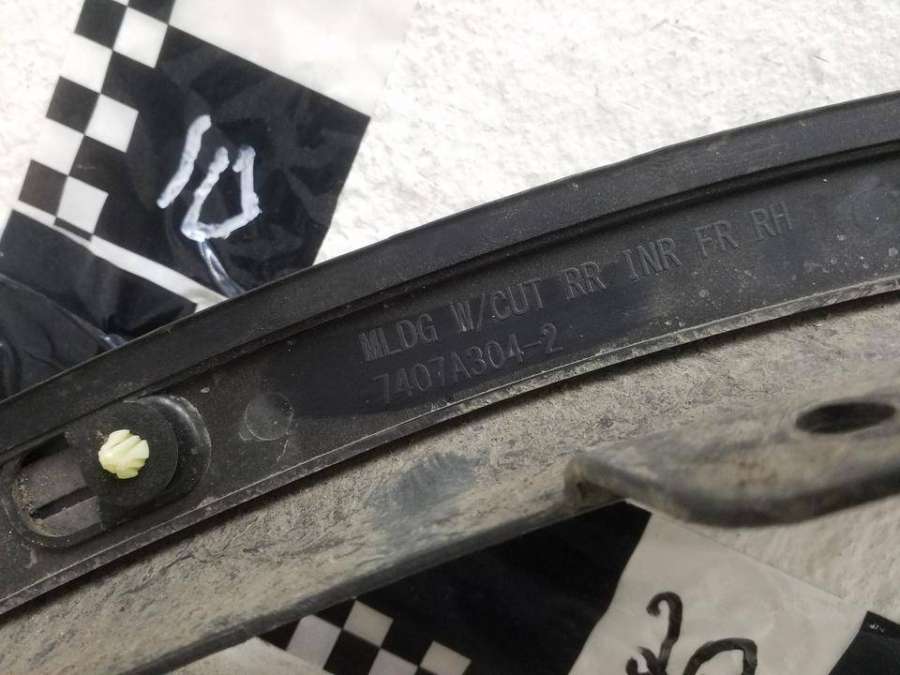 10
MLDG W/CUT RR INR FR RH
7407A304-2